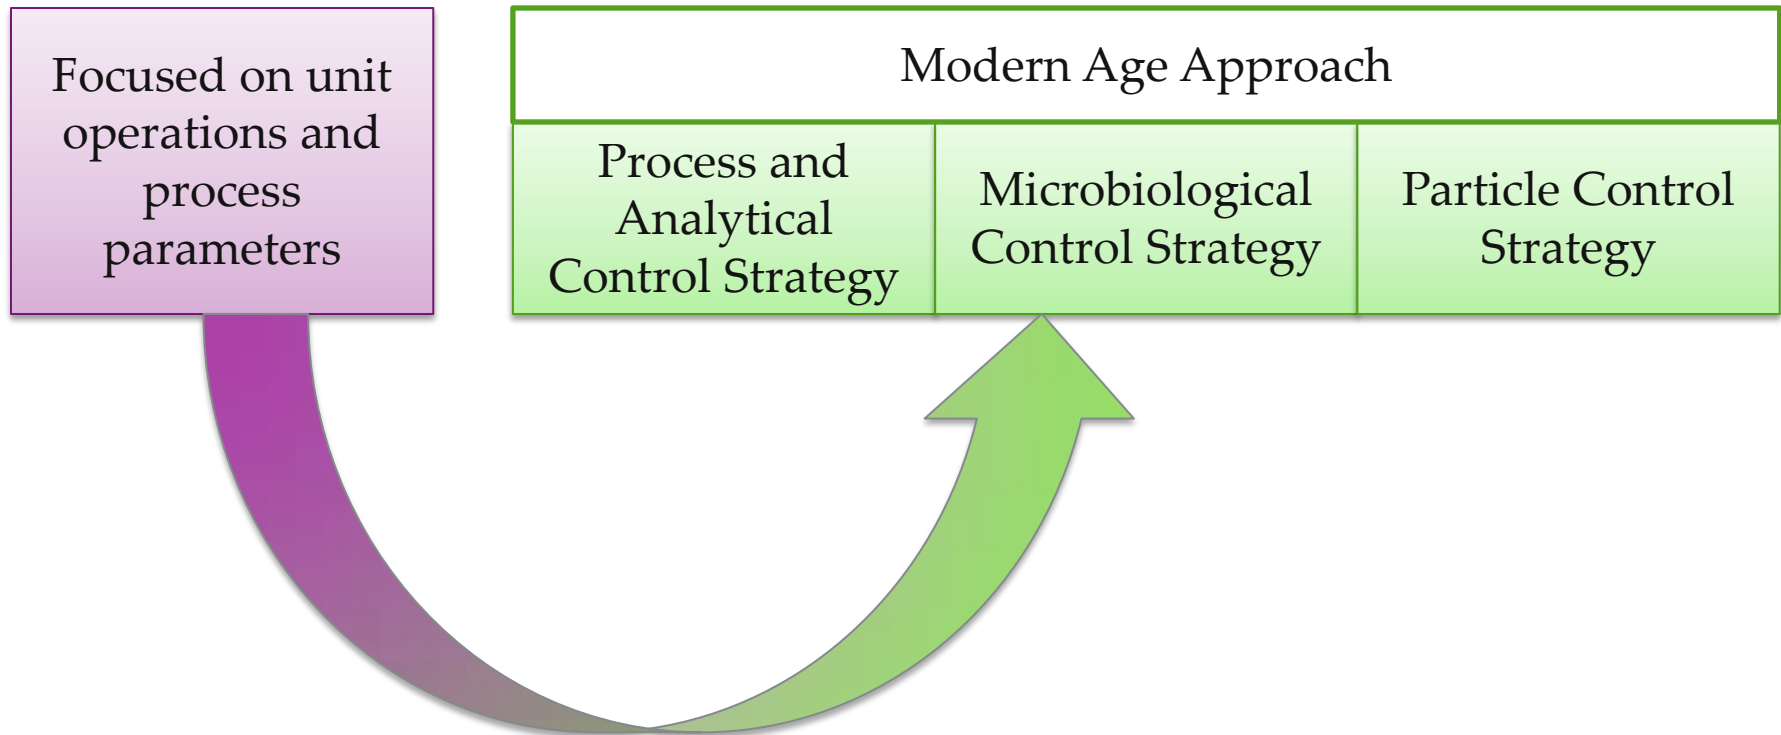 Focused on unit
operations and
process
parameters
Modern Age Approach
Process and
Analytical
Control Strategy
Microbiological
Control Strategy
Particle Control
Strategy